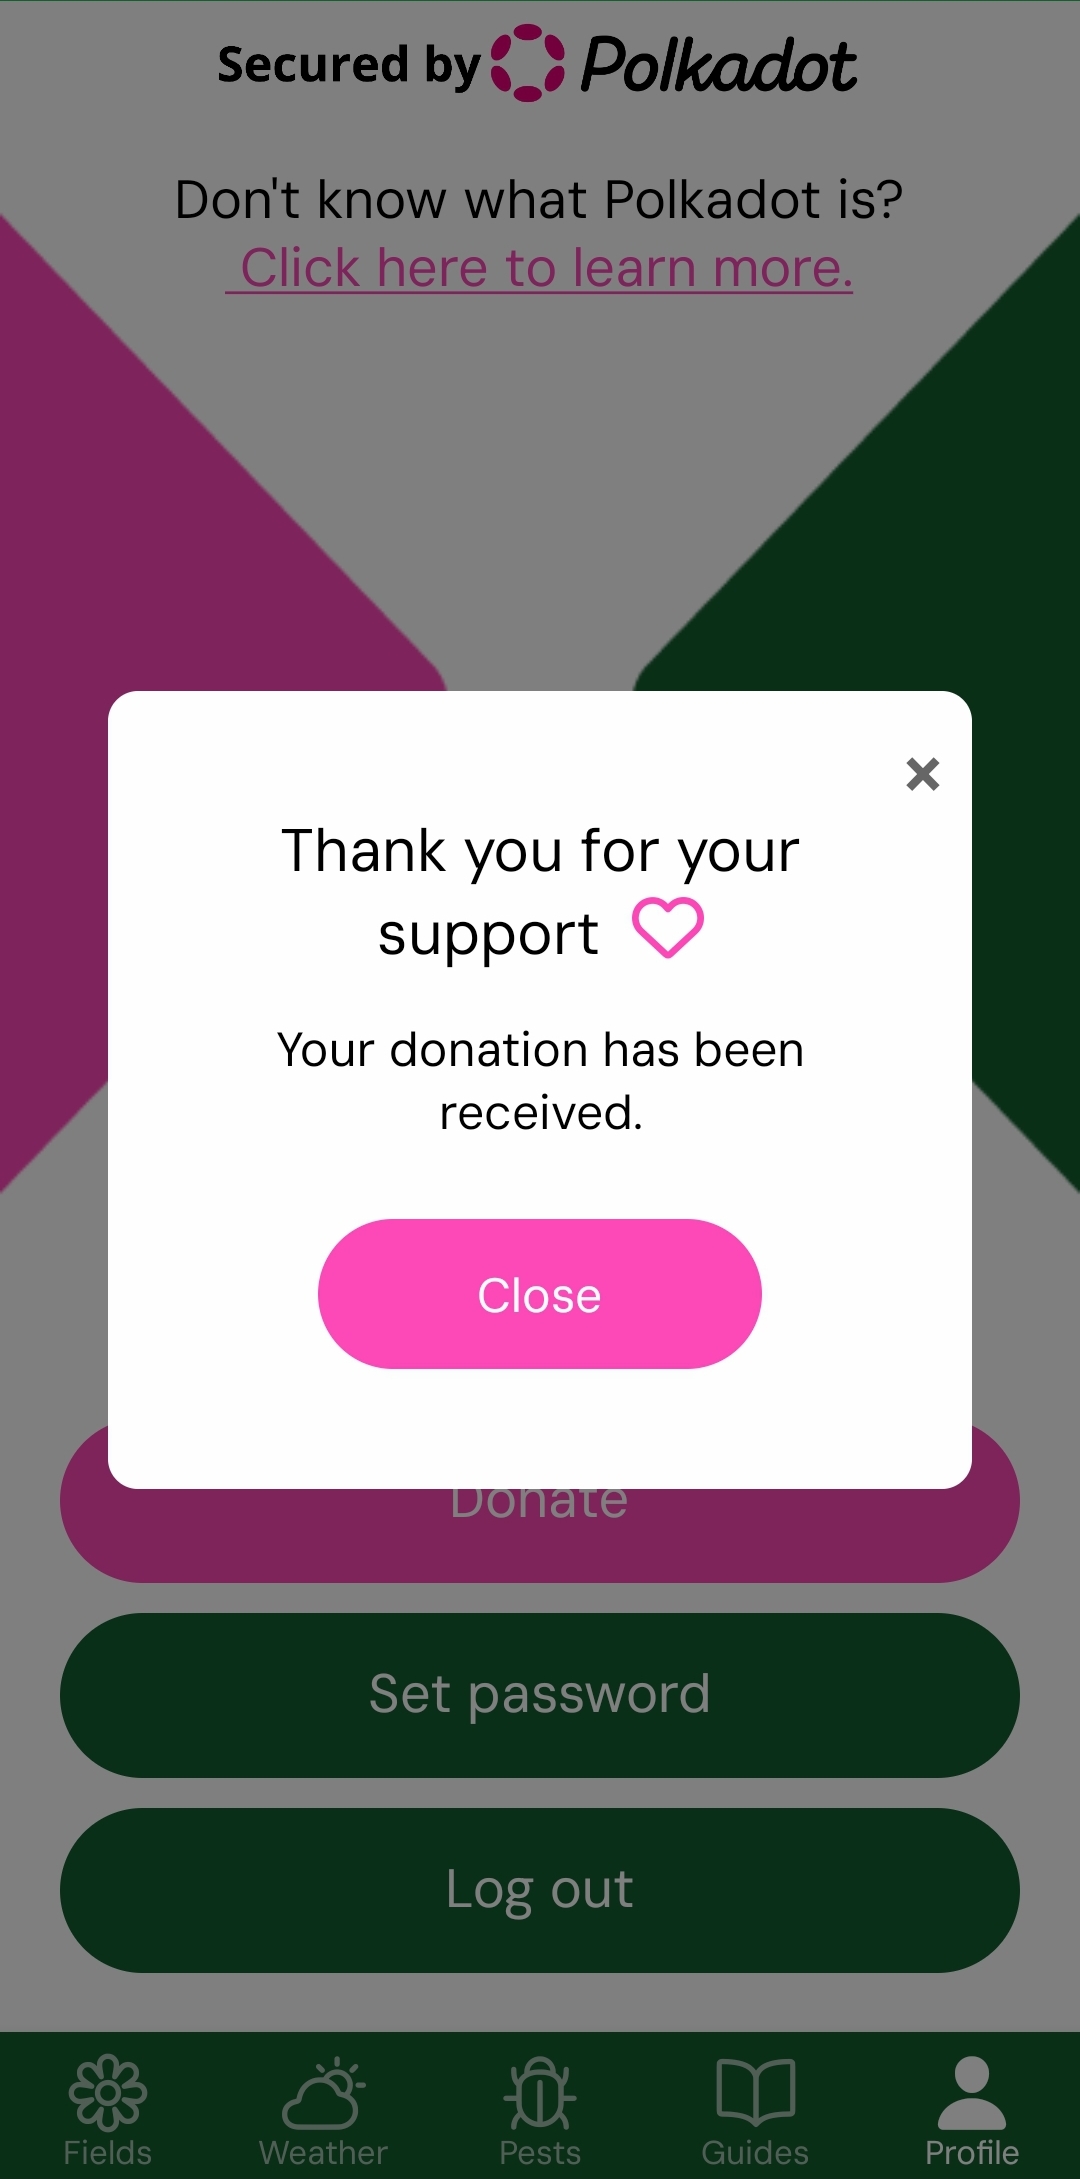 Secured by Polkadot
Don't know what Polkadot is?
Click here to learn more.
×
Thank you for your
support
Your donation has been
received.
Close
Donate
Set password
Log out
Fields
Weather
Pests
Guides
Profile